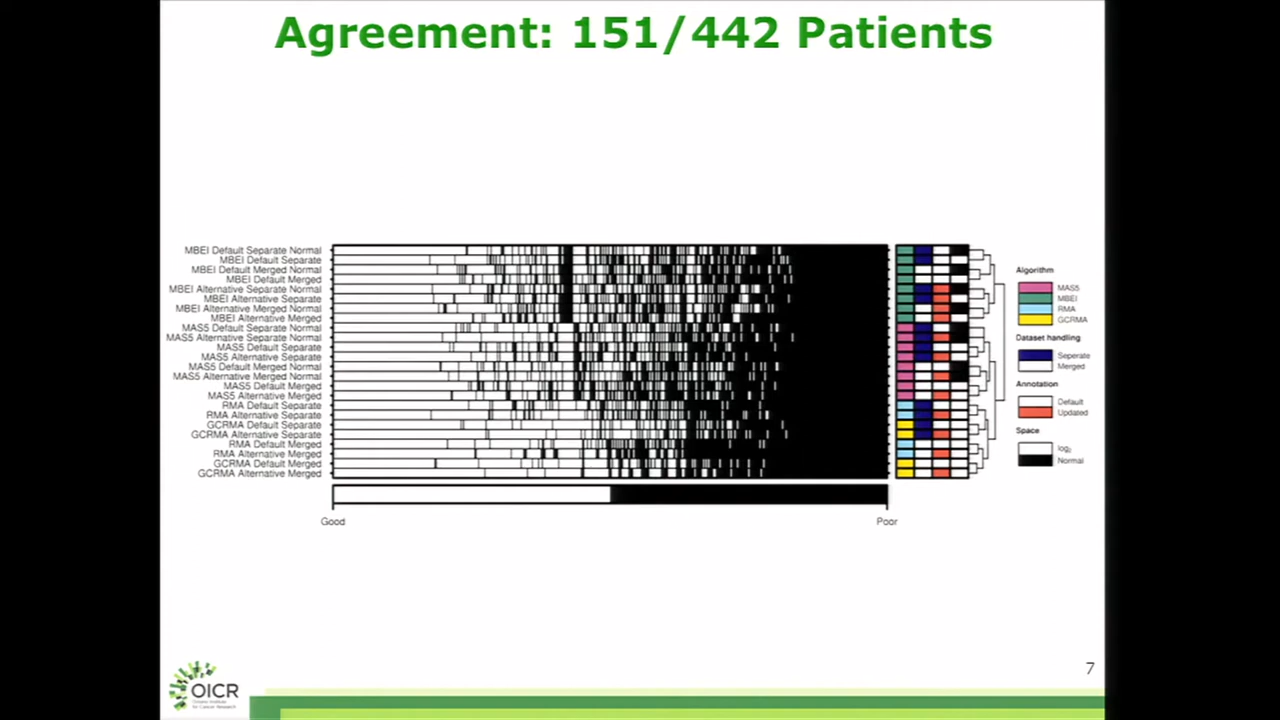 Agreement: 151/442 Patients
MBEI Default Separate Normal
MBEI Default Separate
MBEI Default Merged Normal
MBEI Default Merged
MBEI Alternative Separate Normal
MBEI Alternative Separate
MBEI Alternative Merged Normal
MBEI Alternative Merged
MAS5 Default Separate Normal
MAS5 Alternative Separate Normal
MAS5 Default Separate
MAS5 Alternative Separate
MAS5 Default Merged Normal
MAS5 Alternative Merged Normal
MAS5 Default Merged
MAS5 Alternative Merged
RMA Default Separate
RMA Alternative Separate
GCRMA Default Separate
GCRMA Alternative Separate
RMA Default Merged
RMA Alternative Merged
GCRMA Default Merged
GCRMA Alternative Merged
Good
Poor
Algorithm
MAS5
MBEI
RMA
GCRMA
Dataset handling
Seperate
Merged
Annotation
Default
Updated
Space
log₂
Normal
7
OICR
Ontario Institute
for Cancer Research